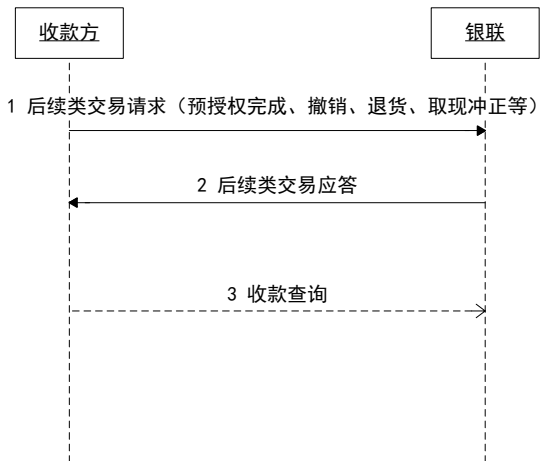 收款方
银联
1 后续类交易请求（预授权完成、撤销、退货、取现冲正等）
2 后续类交易应答
3 收款查询